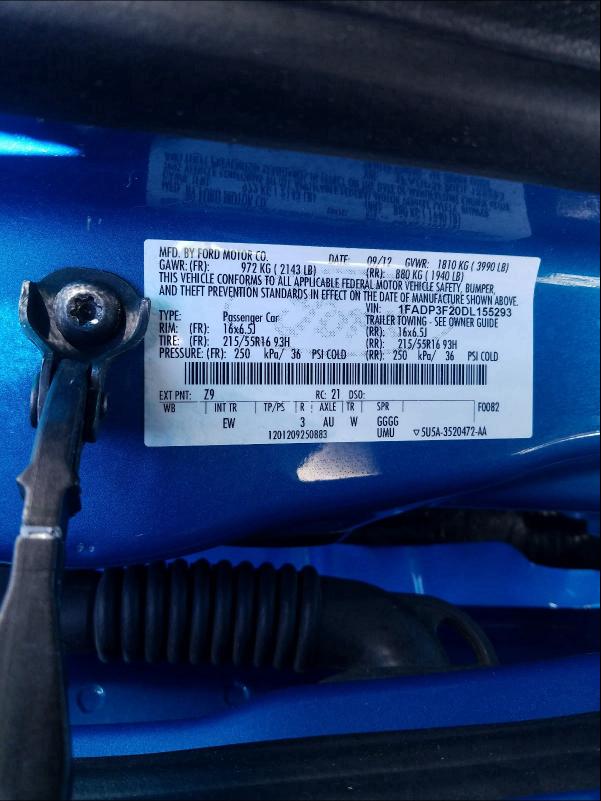 MFD. BY FORD MOTOR CO. DATE: 09/12 GVWR: 1810 KG ( 3990 LB)
GAWR: (FR): 972 KG ( 2143 LB) (RR): 880 KG ( 1940 LB)
THIS VEHICLE CONFORMS TO ALL APPLICABLE FEDERAL MOTOR VEHICLE SAFETY, BUMPER,
AND THEFT PREVENTION STANDARDS IN EFFECT ON THE DATE OF MANUFACTURE SHOWN ABOVE.
VIN: 1FADP3F20DL155293
TYPE: Passenger Car TRAILER TOWING - SEE OWNER GUIDE
RIM: (FR): 16x6.5J (RR): 16x6.5J
TIRE: (FR): 215/55R16 93H (RR): 215/55R16 93H
PRESSURE: (FR): 250 kPa/ 36 PSI COLD (RR): 250 kPa/ 36 PSI COLD
EXT PNT: Z9 RC: 21 DSO:
WB INT TR TP/PS R AXLE TR SPR F0082
EW 3 AU W GGGG
1201209250883 UMU ▽5U5A-3520472-AA